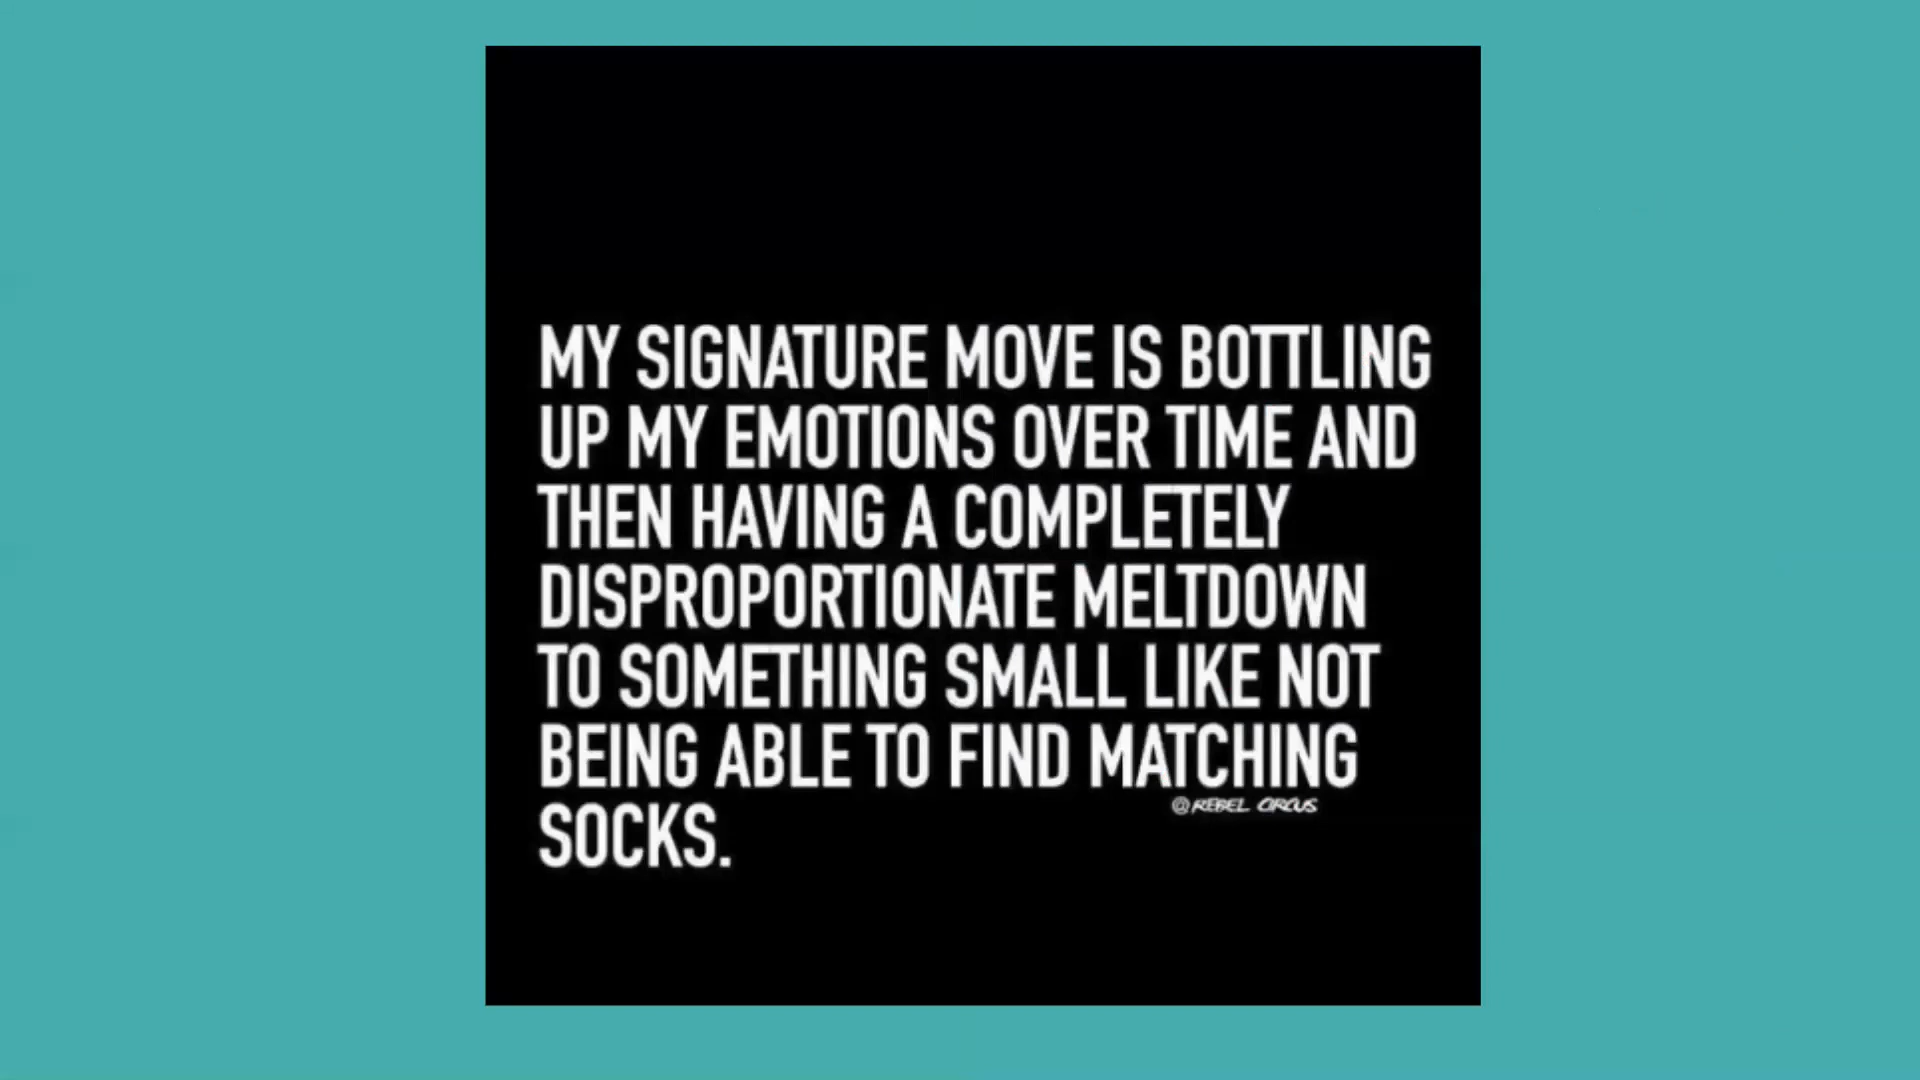 MY SIGNATURE MOVE IS BOTTLING
UP MY EMOTIONS OVER TIME AND
THEN HAVING A COMPLETELY
DISPROPORTIONATE MELTDOWN
TO SOMETHING SMALL LIKE NOT
BEING ABLE TO FIND MATCHING
SOCKS.
@REBEL CIRCUS